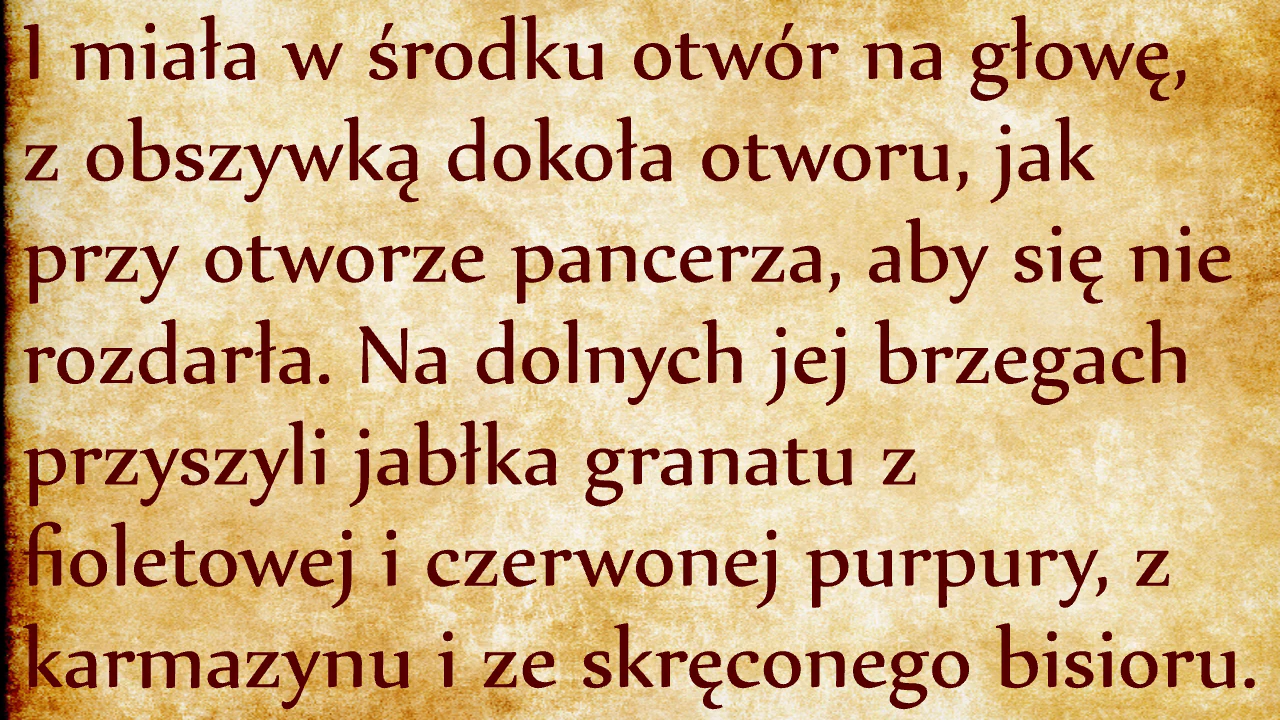 I miała w środku otwór na głowę,
z obszywką dokoła otworu, jak
przy otworze pancerza, aby się nie
rozdarła. Na dolnych jej brzegach
przyszyli jabłka granatu z
fioletowej i czerwonej purpury, z
karmazynu i ze skręconego bisioru.